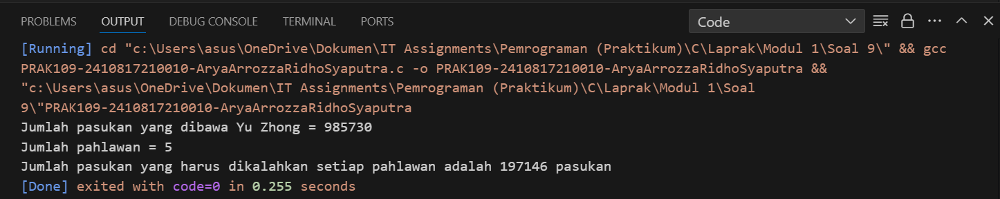 PROBLEMS OUTPUT DEBUG CONSOLE TERMINAL PORTS Code
[Running] cd "c:\Users\asus\OneDrive\Dokumen\IT Assignments\Pemrograman (Praktikum)\C\Laprak\Modul 1\Soal 9\" && gcc
PRAK109-2410817210010-AryaArrozzaRidhoSyaputra.c -o PRAK109-2410817210010-AryaArrozzaRidhoSyaputra &&
"c:\Users\asus\OneDrive\Dokumen\IT Assignments\Pemrograman (Praktikum)\C\Laprak\Modul 1\Soal
9\"PRAK109-2410817210010-AryaArrozzaRidhoSyaputra
Jumlah pasukan yang dibawa Yu Zhong = 985730
Jumlah pahlawan = 5
Jumlah pasukan yang harus dikalahkan setiap pahlawan adalah 197146 pasukan
[Done] exited with code=0 in 0.255 seconds